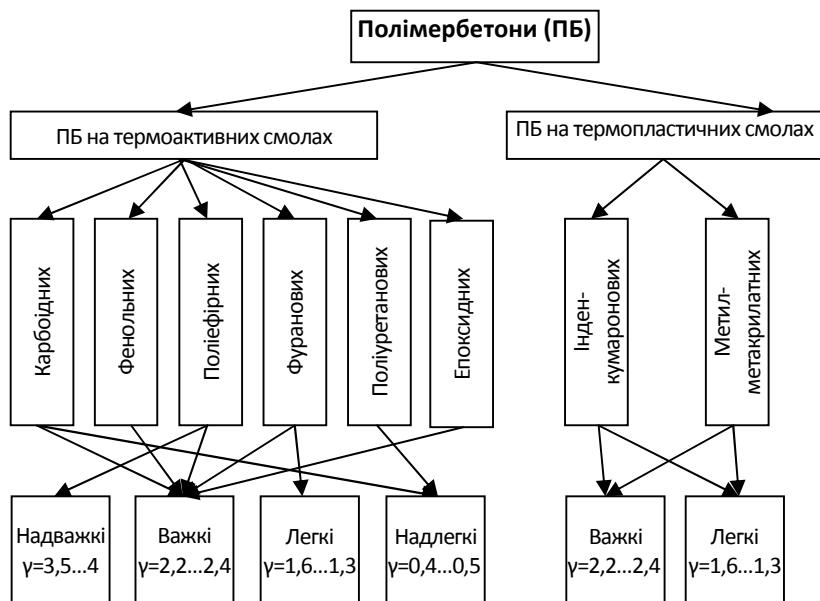 Полімербетони (ПБ)
ПБ на термоактивних смолах
ПБ на термопластичних смолах
Карбоідних
Фенольних
Поліефірних
Фуранових
Поліуретанових
Епоксидних
Інден-
кумаронових
Метил-
метакрилатних
Надважкі
γ=3,5...4
Важкі
γ=2,2...2,4
Легкі
γ=1,6...1,3
Надлегкі
γ=0,4...0,5
Важкі
γ=2,2...2,4
Легкі
γ=1,6...1,3